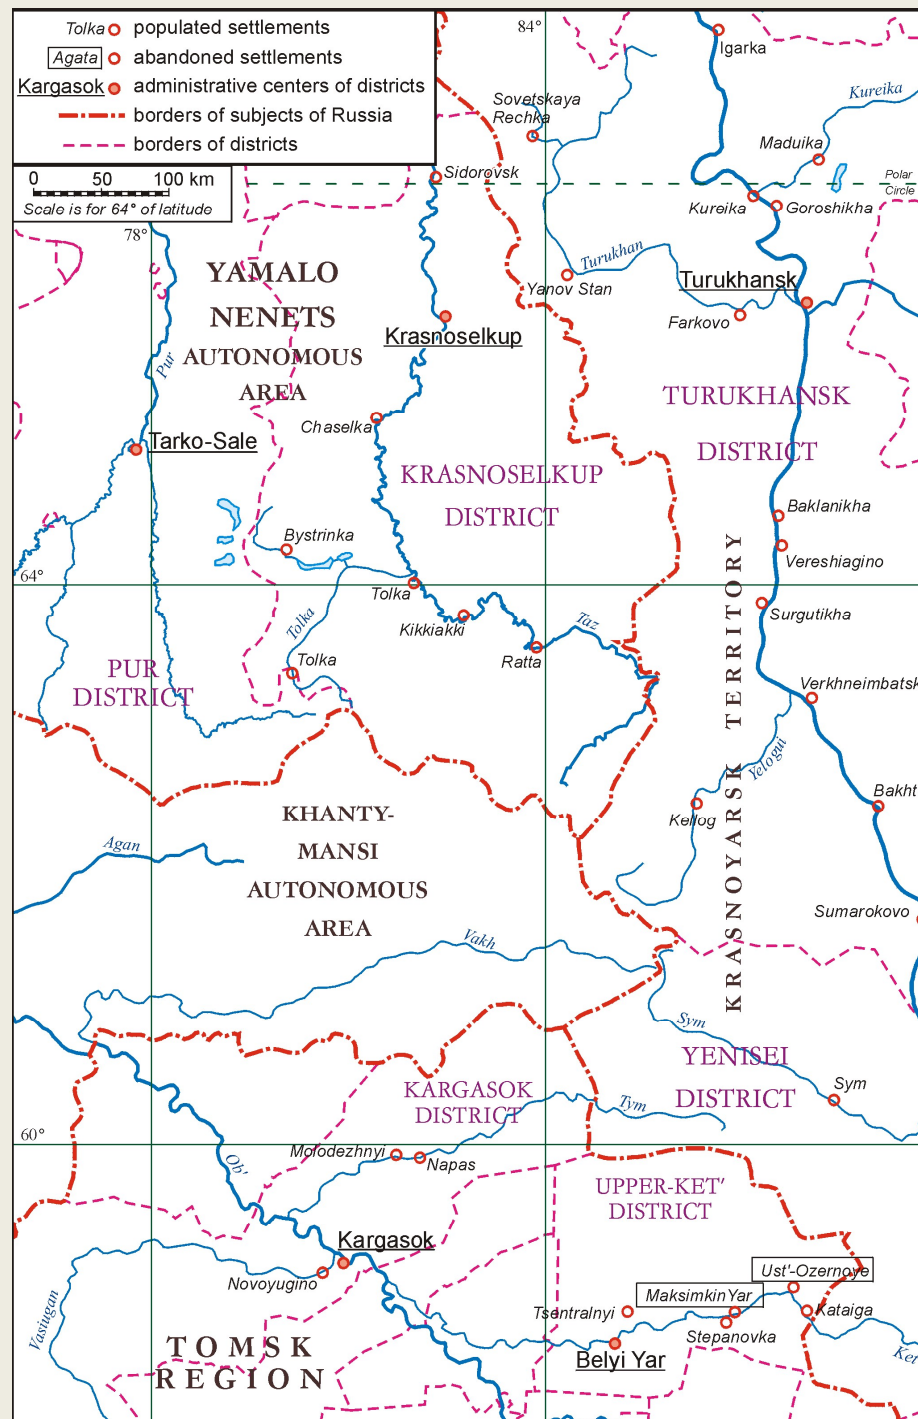 Tolka populated settlements
Agata abandoned settlements
Kargasok administrative centers of districts
borders of subjects of Russia
borders of districts
0 50 100 km
Scale is for 64° of latitude
84°
Igarka
Kureika
Sovetskaya
Rechka
Maduika
Sidorovsk
Polar
Circle
Kureika
Goroshikha
78°
Turukhan
YAMALO
NENETS
AUTONOMOUS
AREA
Yanov Stan
Turukhansk
Farkovo
Krasnoselkup
Pur
TURUKHANSK
DISTRICT
Chaselka
Tarko-Sale
KRASNOSELKUP
DISTRICT
Baklanikha
Bystrinka
Vereshiagino
64°
Tolka
Surgutikha
Kikkiakki
Tolka
Taz
Ratta
Tolka
PUR
DISTRICT
Verkhneimbatsk
KRASNOYARSK TERRITORY
Yelogui
Kellog
Bakht
KHANTY-
MANSI
AUTONOMOUS
AREA
Agan
Sumarokovo
Vakh
Sym
YENISEI
DISTRICT
Sym
KARGASOK
DISTRICT
Tym
60°
Molodezhnyi
Napas
Ob'
UPPER-KET'
DISTRICT
Kargasok
Novoyugino
Ust'-Ozernoye
Maksimkin Yar
Tsentralnyi
Kataiga
Stepanovka
Vasiugan
Belyi Yar
Ket
TOMSK
REGION